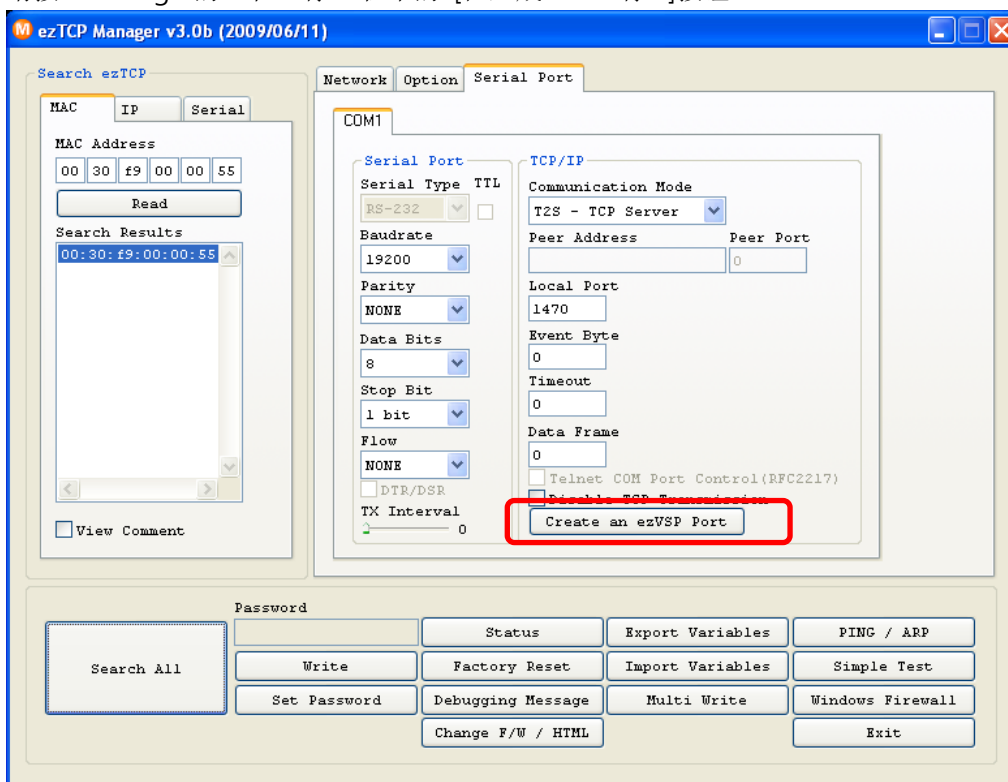 ezTCP Manager v3.0b (2009/06/11)
Search ezTCP
MAC IP Serial
MAC Address
00 30 f9 00 00 55
Read
Search Results
00:30:f9:00:00:55
View Comment
Network Option Serial Port
COM1
Serial Port
Serial Type TTL
RS-232
Baudrate
19200
Parity
NONE
Data Bits
8
Stop Bit
1 bit
Flow
NONE
DTR/DSR
TX Interval
0
TCP/IP
Communication Mode
T2S - TCP Server
Peer Address Peer Port
0
Local Port
1470
Event Byte
0
Timeout
0
Data Frame
0
Telnet COM Port Control(RFC2217)
Disable TCP Transmission
Create an ezVSP Port
Password
Status Export Variables PING / ARP
Search All Write Factory Reset Import Variables Simple Test
Set Password Debugging Message Multi Write Windows Firewall
Change F/W / HTML Exit